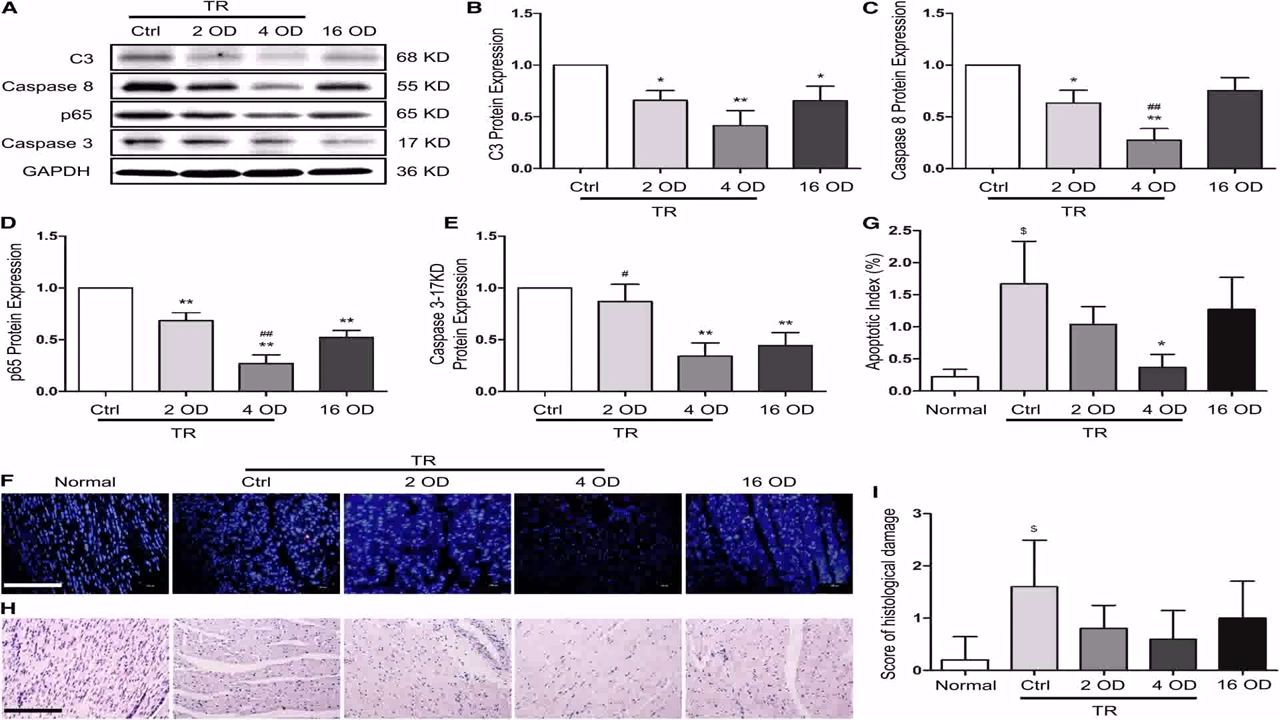 A
TR
Ctrl 2 OD 4 OD 16 OD
C3 68 KD
Caspase 8 55 KD
p65 65 KD
Caspase 3 17 KD
GAPDH 36 KD
B
C3 Protein Expression
1.5
1.0
0.5
0.0
*
**
*
Ctrl 2 OD 4 OD 16 OD
TR
C
Caspase 8 Protein Expression
1.5
1.0
0.5
0.0
*
##
**
Ctrl 2 OD 4 OD 16 OD
TR
D
p65 Protein Expression
1.5
1.0
0.5
0.0
**
##
**
**
Ctrl 2 OD 4 OD 16 OD
TR
E
Caspase 3-17KD
Protein Expression
1.5
1.0
0.5
0.0
#
**
**
Ctrl 2 OD 4 OD 16 OD
TR
G
Apoptotic Index (%)
2.5
2.0
1.5
1.0
0.5
0.0
$
*
Normal Ctrl 2 OD 4 OD 16 OD
TR
F
TR
Normal Ctrl 2 OD 4 OD 16 OD
H
I
Score of histological damage
3
2
1
0
$
Normal Ctrl 2 OD 4 OD 16 OD
TR